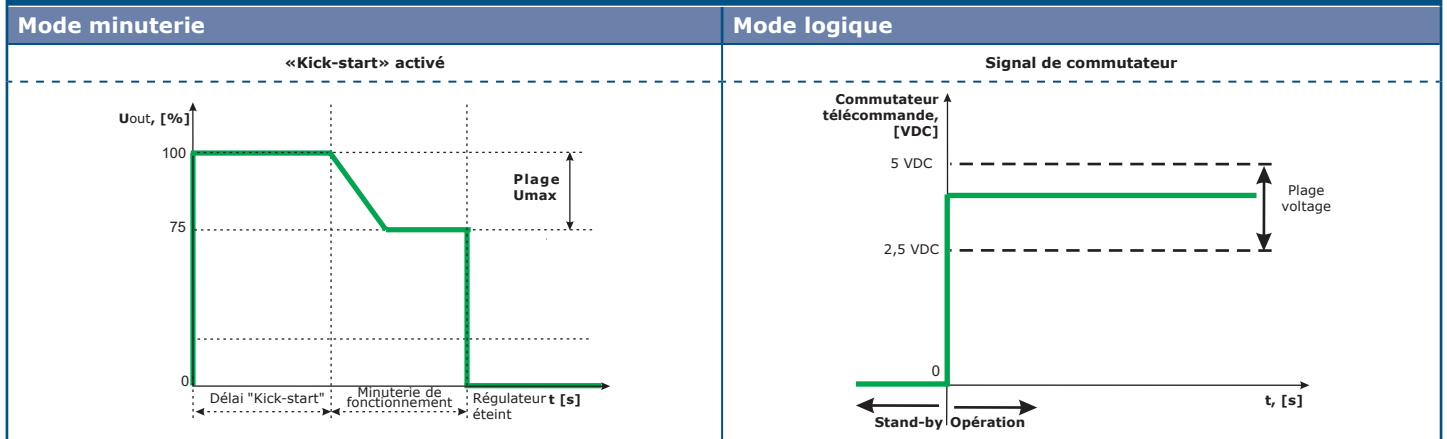 Mode minuterie
«Kick-start» activé
Uout, [%]
100
75
0
Plage
Umax
Délai "Kick-start"
Minuterie de
fonctionnement
Régulateur
éteint
t [s]
Mode logique
Signal de commutateur
Commutateur
télécommande,
[VDC]
5 VDC
2,5 VDC
0
Plage
voltage
t, [s]
Stand-by
Opération